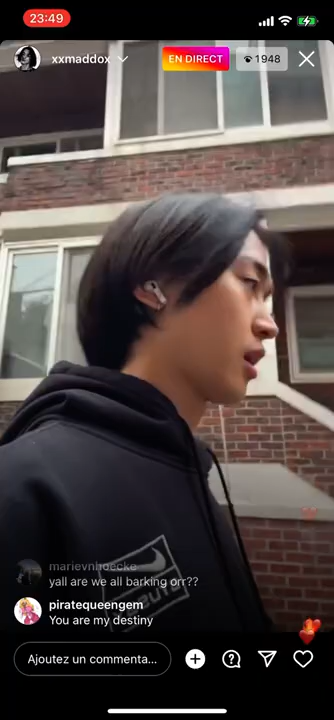 23:49
xxmaddox
EN DIRECT
1948
marievnhoecke
yall are we all barking orr??
piratequeengem
You are my destiny
Ajoutez un commenta...